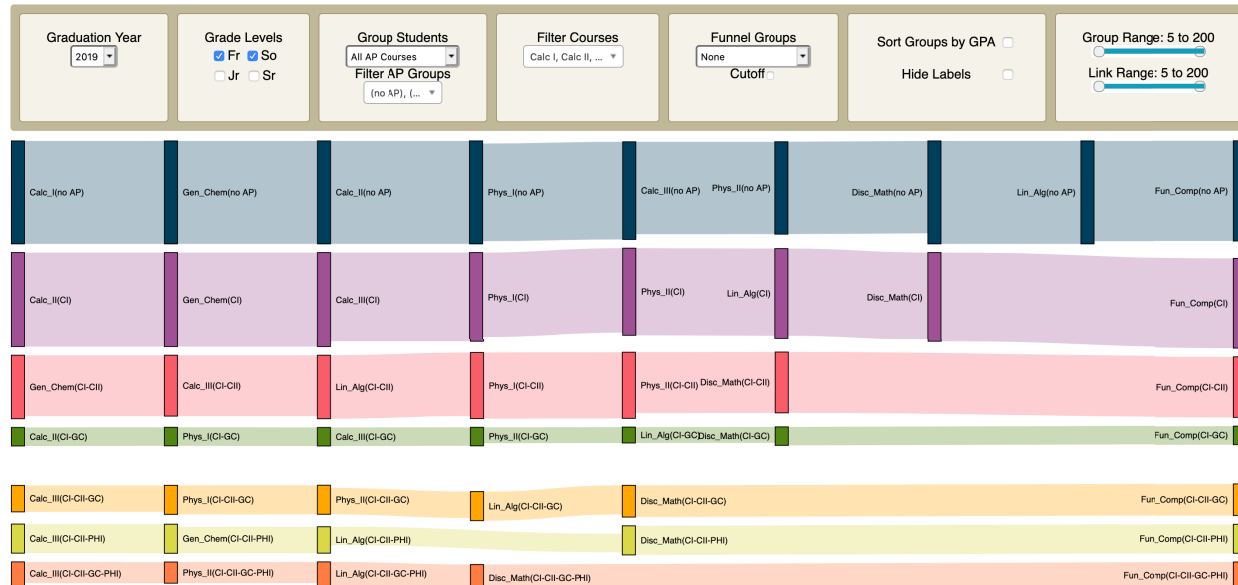 Graduation Year
2019
Grade Levels
Fr So
Jr Sr
Group Students
All AP Courses
Filter AP Groups
(no AP), (...
Filter Courses
Calc I, Calc II, ...
Funnel Groups
None
Cutoff
Sort Groups by GPA
Hide Labels
Group Range: 5 to 200
Link Range: 5 to 200
Calc_I(no AP) Gen_Chem(no AP) Calc_II(no AP) Phys_I(no AP) Calc_III(no AP) Phys_II(no AP) Disc_Math(no AP) Lin_Alg(no AP) Fun_Comp(no AP)
Calc_II(CI) Gen_Chem(CI) Calc_III(CI) Phys_I(CI) Phys_II(CI) Lin_Alg(CI) Disc_Math(CI) Fun_Comp(CI)
Gen_Chem(CI-CII) Calc_III(CI-CII) Lin_Alg(CI-CII) Phys_I(CI-CII) Phys_II(CI-CII) Disc_Math(CI-CII) Fun_Comp(CI-CII)
Calc_II(CI-GC) Phys_I(CI-GC) Calc_III(CI-GC) Phys_II(CI-GC) Lin_Alg(CI-GC) Disc_Math(CI-GC) Fun_Comp(CI-GC)
Calc_III(CI-CII-GC) Phys_I(CI-CII-GC) Phys_II(CI-CII-GC) Lin_Alg(CI-CII-GC) Disc_Math(CI-CII-GC) Fun_Comp(CI-CII-GC)
Calc_III(CI-CII-PHI) Gen_Chem(CI-CII-PHI) Lin_Alg(CI-CII-PHI) Disc_Math(CI-CII-PHI) Fun_Comp(CI-CII-PHI)
Calc_III(CI-CII-GC-PHI) Phys_II(CI-CII-GC-PHI) Lin_Alg(CI-CII-GC-PHI) Disc_Math(CI-CII-GC-PHI) Fun_Comp(CI-CII-GC-PHI)